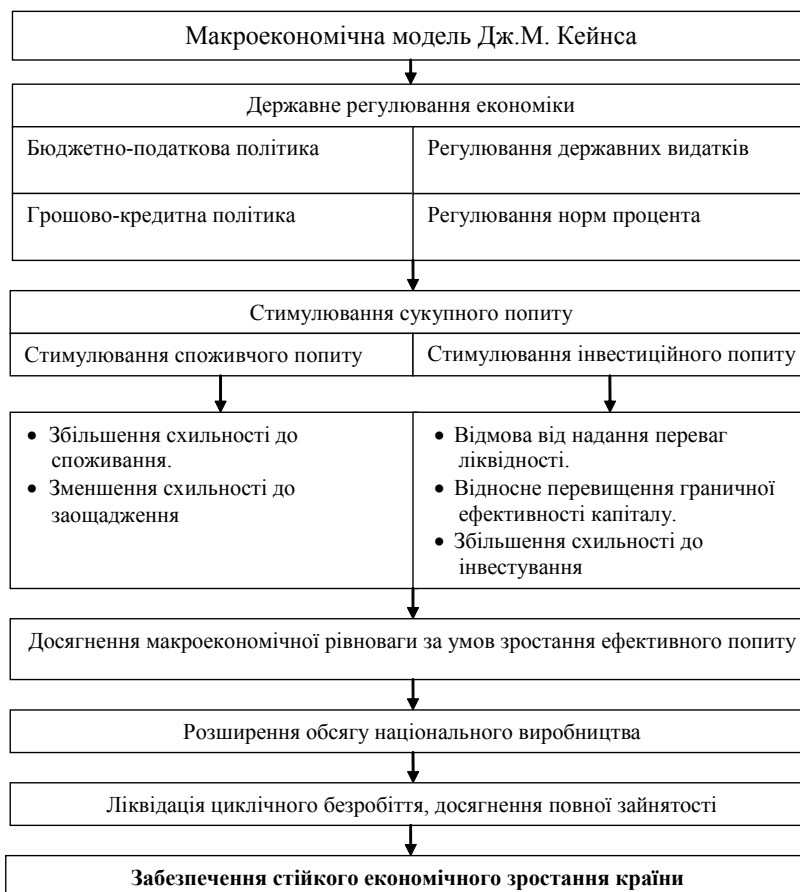 Макроекономічна модель Дж.М. Кейнса
Державне регулювання економіки
Бюджетно-податкова політика
Регулювання державних видатків
Грошово-кредитна політика
Регулювання норм процента
Стимулювання сукупного попиту
Стимулювання споживчого попиту
Стимулювання інвестиційного попиту
• Збільшення схильності до
споживання.
• Зменшення схильності до
заощадження
• Відмова від надання переваг
ліквідності.
• Відносне перевищення граничної
ефективності капіталу.
• Збільшення схильності до
інвестування
Досягнення макроекономічної рівноваги за умов зростання ефективного попиту
Розширення обсягу національного виробництва
Ліквідація циклічного безробіття, досягнення повної зайнятості
Забезпечення стійкого економічного зростання країни